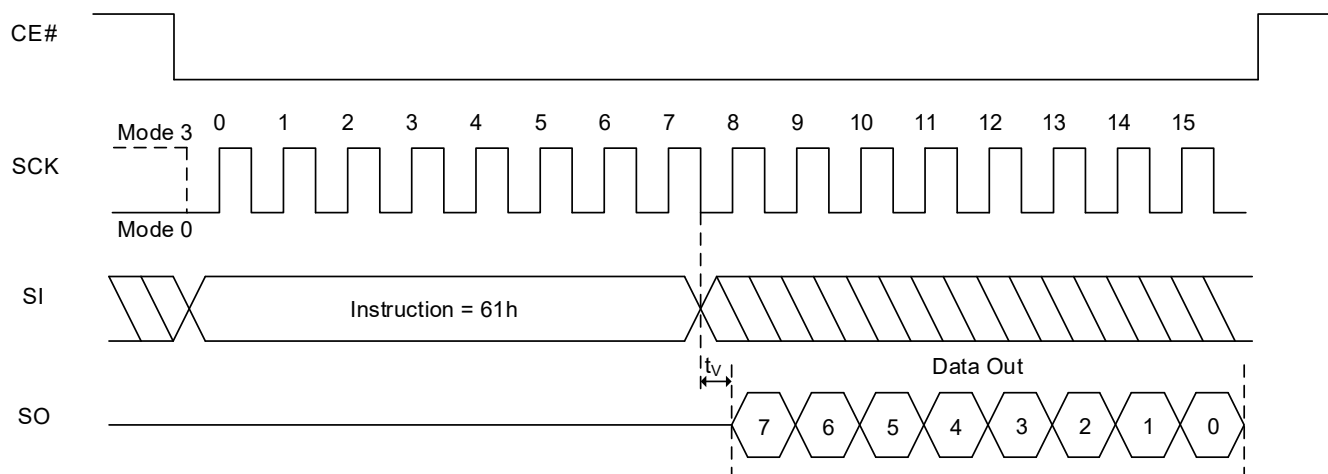 CE#
0 1 2 3 4 5 6 7 8 9 10 11 12 13 14 15
Mode 3
SCK
Mode 0
SI
Instruction = 61h
tV
Data Out
SO
7 6 5 4 3 2 1 0